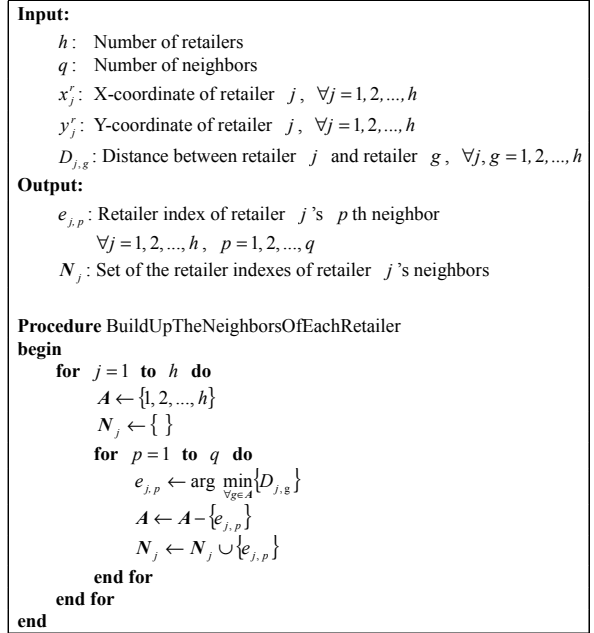 Input:
h : Number of retailers
q : Number of neighbors
x_j^r : X-coordinate of retailer j , ∀j = 1, 2, ..., h
y_j^r : Y-coordinate of retailer j , ∀j = 1, 2, ..., h
D_{j,g} : Distance between retailer j and retailer g , ∀j, g = 1, 2, ..., h
Output:
e_{j,p} : Retailer index of retailer j 's p th neighbor
∀j = 1, 2, ..., h , p = 1, 2, ..., q
N_j : Set of the retailer indexes of retailer j 's neighbors
Procedure BuildUpTheNeighborsOfEachRetailer
begin
for j = 1 to h do
A ← {1, 2, ..., h}
N_j ← { }
for p = 1 to q do
e_{j,p} ← arg min_{∀g∈A} {D_{j,g}}
A ← A − {e_{j,p}}
N_j ← N_j ∪ {e_{j,p}}
end for
end for
end